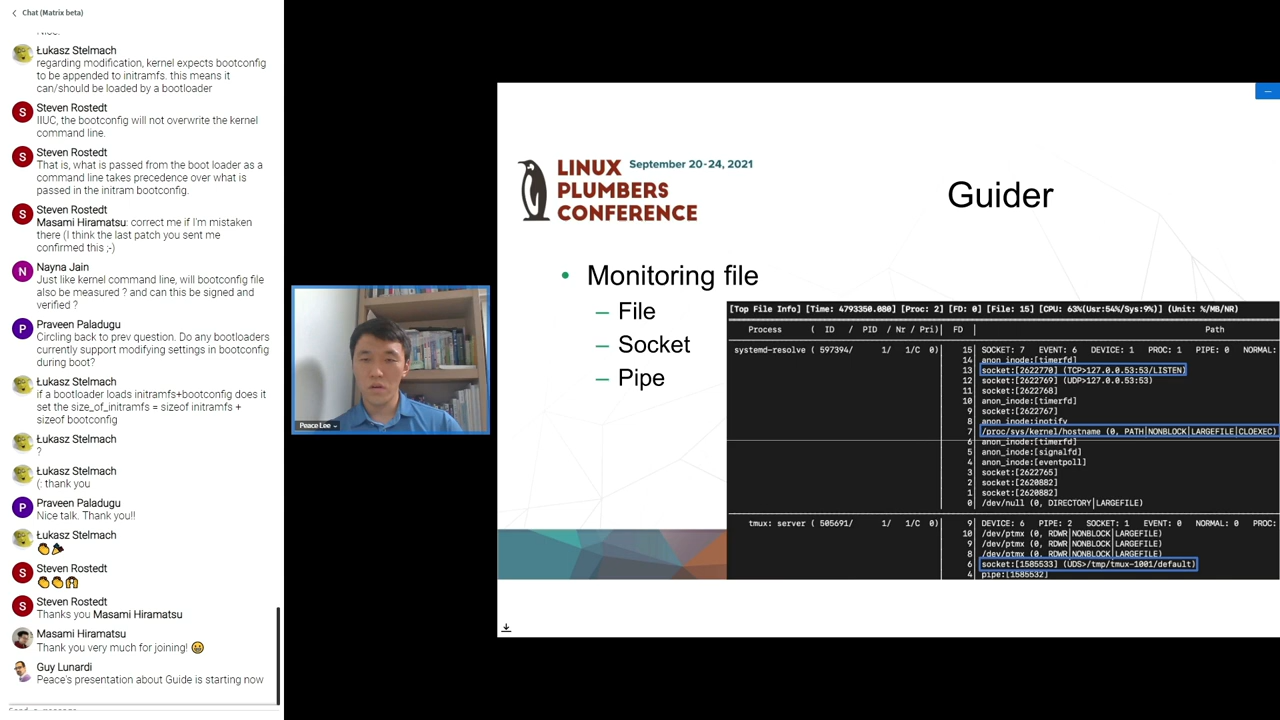 Chat (Matrix beta)
Nice.
Łukasz Stelmach
regarding modification, kernel expects bootconfig
to be appended to initramfs. this means it
can/should be loaded by a bootloader
S
Steven Rostedt
IIUC, the bootconfig will not overwrite the kernel
command line.
S
Steven Rostedt
That is, what is passed from the boot loader as a
command line takes precedence over what is
passed in the initram bootconfig.
S
Steven Rostedt
Masami Hiramatsu: correct me if I'm mistaken
there (I think the last patch you sent me
confirmed this ;-)
N
Nayna Jain
Just like kernel command line, will bootconfig file
also be measured ? and can this be signed and
verified ?
P
Praveen Paladugu
Circling back to prev question. Do any bootloaders
currently support modifying settings in bootconfig
during boot?
Łukasz Stelmach
if a bootloader loads initramfs+bootconfig does it
set the size_of_initramfs = sizeof initramfs +
sizeof bootconfig
Łukasz Stelmach
?
Łukasz Stelmach
(: thank you
P
Praveen Paladugu
Nice talk. Thank you!!
Łukasz Stelmach
👏🎉
S
Steven Rostedt
👏👏🙌
S
Steven Rostedt
Thanks you Masami Hiramatsu
Masami Hiramatsu
Thank you very much for joining! 😀
Guy Lunardi
Peace's presentation about Guide is starting now
Send a message
Peace Lee
LINUX
PLUMBERS
CONFERENCE
September 20-24, 2021
Guider
• Monitoring file
– File
– Socket
– Pipe
[Top File Info] [Time: 4793350.080] [Proc: 2] [FD: 0] [File: 15] [CPU: 63%(Usr:54%/Sys:9%)] (Unit: %/MB/NR)
Process ( ID / PID / Nr / Pri)| FD | Path
systemd-resolve ( 597394/ 1/ 1/C 0)| 15| SOCKET: 7 EVENT: 6 DEVICE: 1 PROC: 1 PIPE: 0 NORMAL:
14| anon_inode:[timerfd]
13| socket:[2622770] (TCP>127.0.0.53:53/LISTEN)
12| socket:[2622769] (UDP>127.0.0.53:53)
11| socket:[2622768]
10| anon_inode:[timerfd]
9| socket:[2622767]
8| anon_inode:inotify
7| /proc/sys/kernel/hostname (0, PATH|NONBLOCK|LARGEFILE|CLOEXEC)
6| anon_inode:[timerfd]
5| anon_inode:[signalfd]
4| anon_inode:[eventpoll]
3| socket:[2622765]
2| socket:[2620882]
1| socket:[2620882]
0| /dev/null (0, DIRECTORY|LARGEFILE)
tmux: server ( 505691/ 1/ 1/C 0)| 9| DEVICE: 6 PIPE: 2 SOCKET: 1 EVENT: 0 NORMAL: 0 PROC:
10| /dev/ptmx (0, RDWR|NONBLOCK|LARGEFILE)
9| /dev/ptmx (0, RDWR|NONBLOCK|LARGEFILE)
8| /dev/ptmx (0, RDWR|NONBLOCK|LARGEFILE)
6| socket:[1585533] (UDS>/tmp/tmux-1001/default)
4| pipe:[1585532]